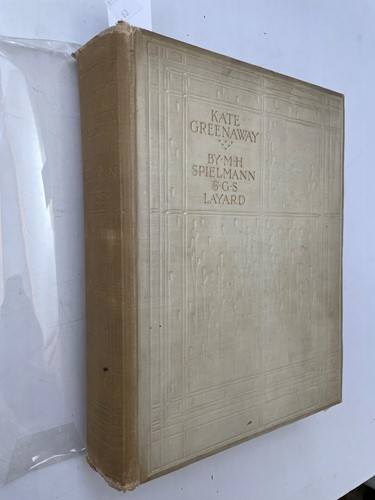 KATE
GREENAWAY
BY·M·H
SPIELMANN
&·G·S
LAYARD